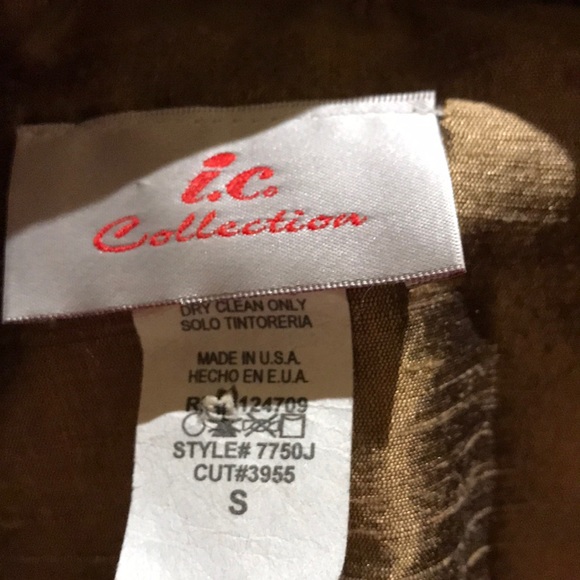 i.c.
Collection
DRY CLEAN ONLY
SOLO TINTORERIA
MADE IN U.S.A.
HECHO EN E.U.A.
124709
STYLE# 7750J
CUT#3955
S